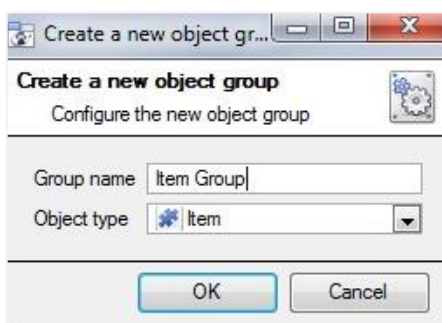 Create a new object gr...
Create a new object group
Configure the new object group
Group name Item Group
Object type Item
OK Cancel